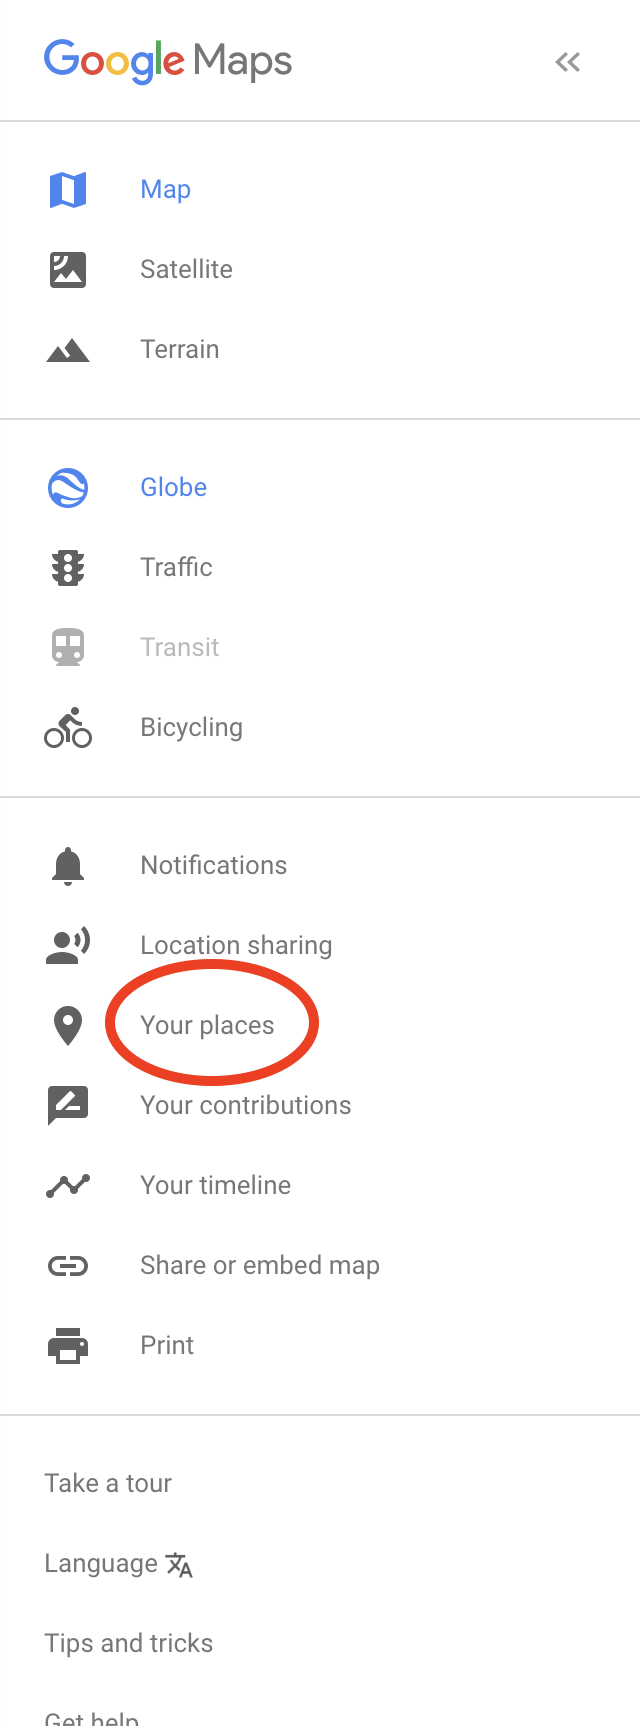 Google Maps
Map
Satellite
Terrain
Globe
Traffic
Transit
Bicycling
Notifications
Location sharing
Your places
Your contributions
Your timeline
Share or embed map
Print
Take a tour
Language
Tips and tricks
Get help